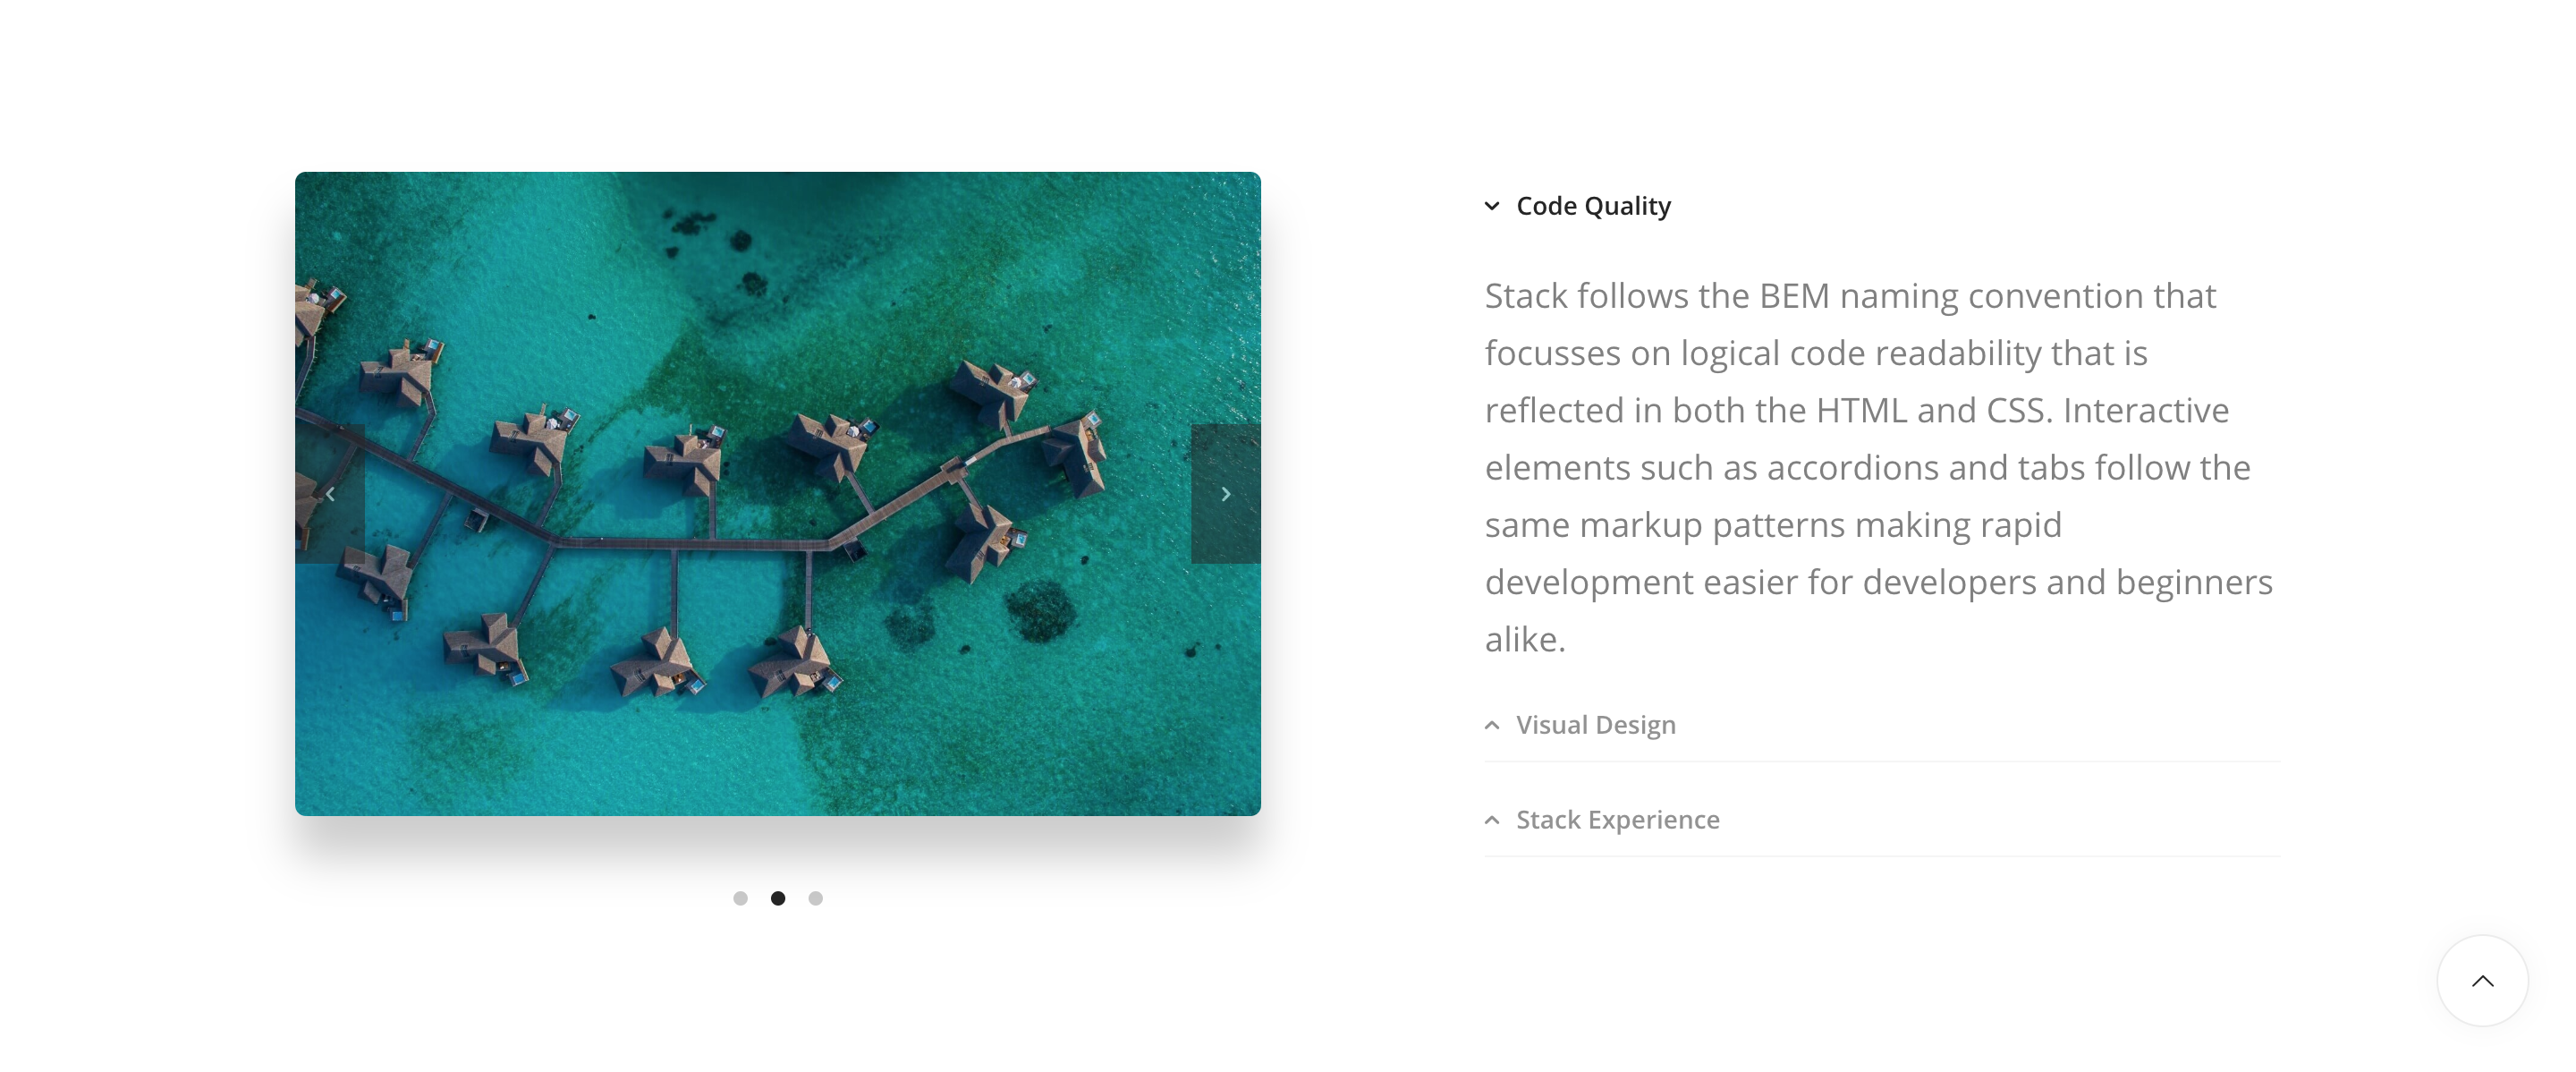 Code Quality
Stack follows the BEM naming convention that
focusses on logical code readability that is
reflected in both the HTML and CSS. Interactive
elements such as accordions and tabs follow the
same markup patterns making rapid
development easier for developers and beginners
alike.
Visual Design
Stack Experience